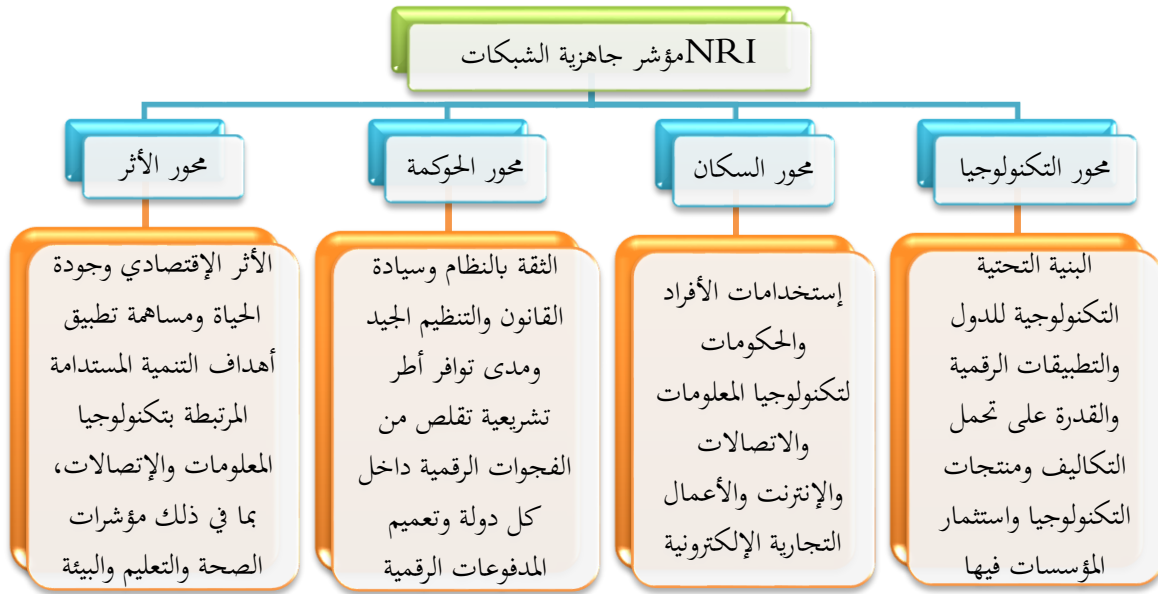 NRIمؤشر جاهزية الشبكات
محور التكنولوجيا
محور السكان
محور الحوكمة
محور الأثر
البنية التحتية
التكنولوجية للدول
والتطبيقات الرقمية
والقدرة على تحمل
التكاليف ومنتجات
التكنولوجيا واستثمار
المؤسسات فيها
إستخدامات الأفراد
والحكومات
لتكنولوجيا المعلومات
والاتصالات
والإنترنت والأعمال
التجارية الإلكترونية
الثقة بالنظام وسيادة
القانون والتنظيم الجيد
ومدى توافر أطر
تشريعية تقلص من
الفجوات الرقمية داخل
كل دولة وتعميم
المدفوعات الرقمية
الأثر الإقتصادي وجودة
الحياة ومساهمة تطبيق
أهداف التنمية المستدامة
المرتبطة بتكنولوجيا
المعلومات والإتصالات،
بما في ذلك مؤشرات
الصحة والتعليم والبيئة